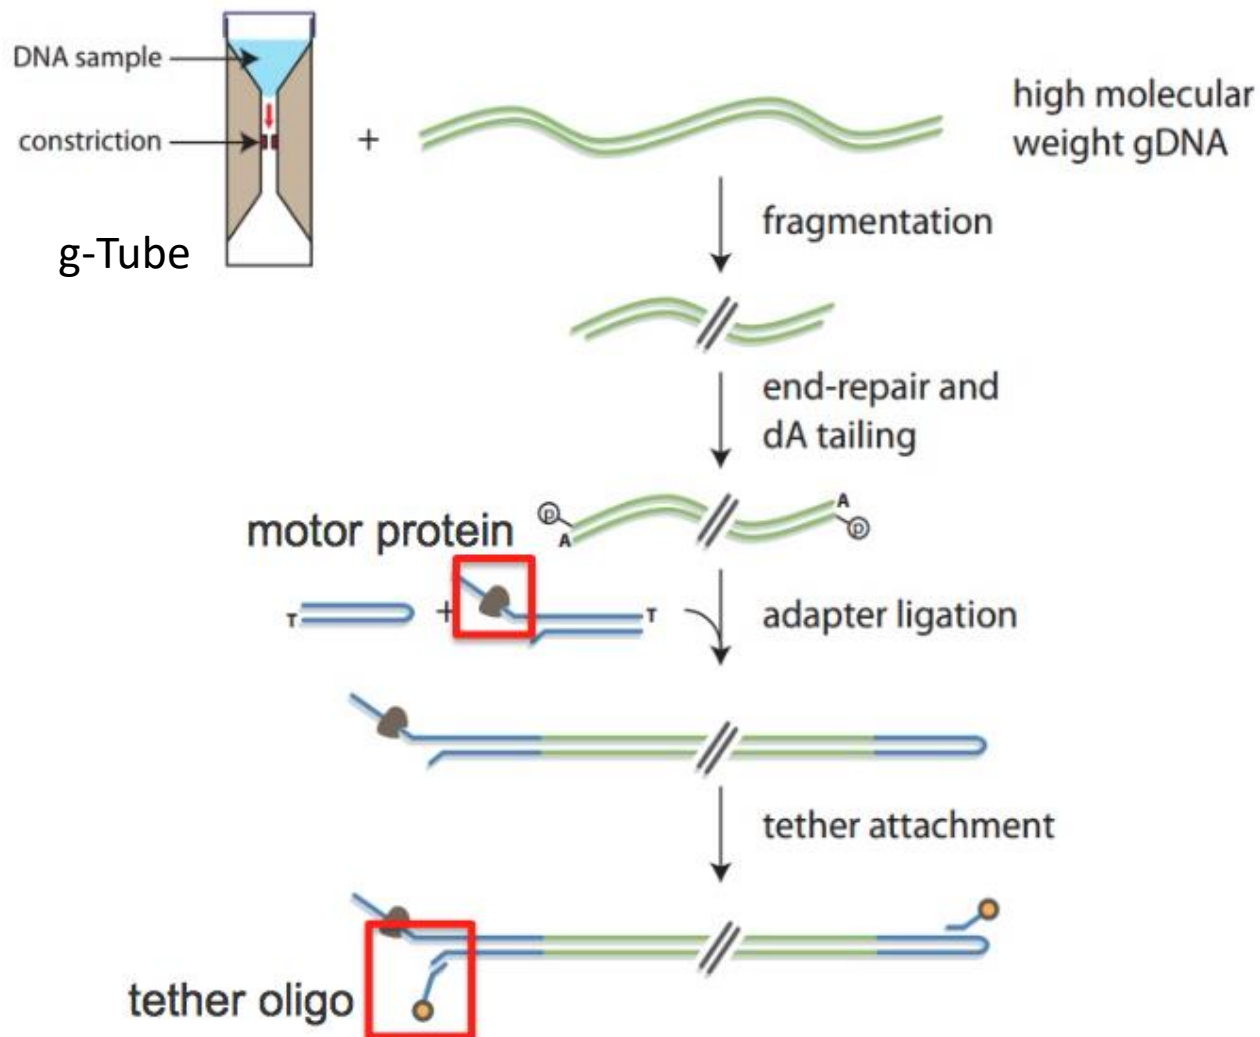 DNA sample
constriction
g-Tube
+
high molecular
weight gDNA
fragmentation
end-repair and
dA tailing
p
A
A
p
motor protein
T
+
T
adapter ligation
tether attachment
tether oligo